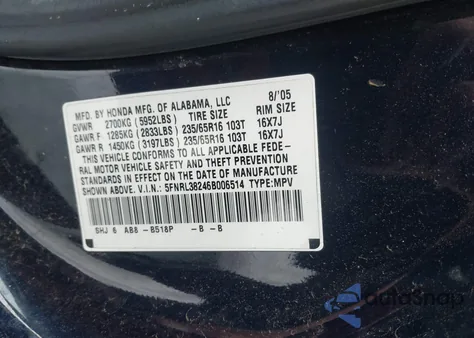 MFD. BY HONDA MFG. OF ALABAMA, LLC 8/'05
GVWR 2700KG (5952LBS) TIRE SIZE RIM SIZE
GAWR F 1285KG (2833LBS) 235/65R16 103T 16X7J
GAWR R 1450KG (3197LBS) 235/65R16 103T 16X7J
THIS VEHICLE CONFORMS TO ALL APPLICABLE FEDE-
RAL MOTOR VEHICLE SAFETY AND THEFT PREVENTION
STANDARDS IN EFFECT ON THE DATE OF MANUFACTURE
SHOWN ABOVE. V.I.N.: 5FNRL38246B006514 TYPE:MPV
SHJ 6 ABB -B518P -B -B
autosnap